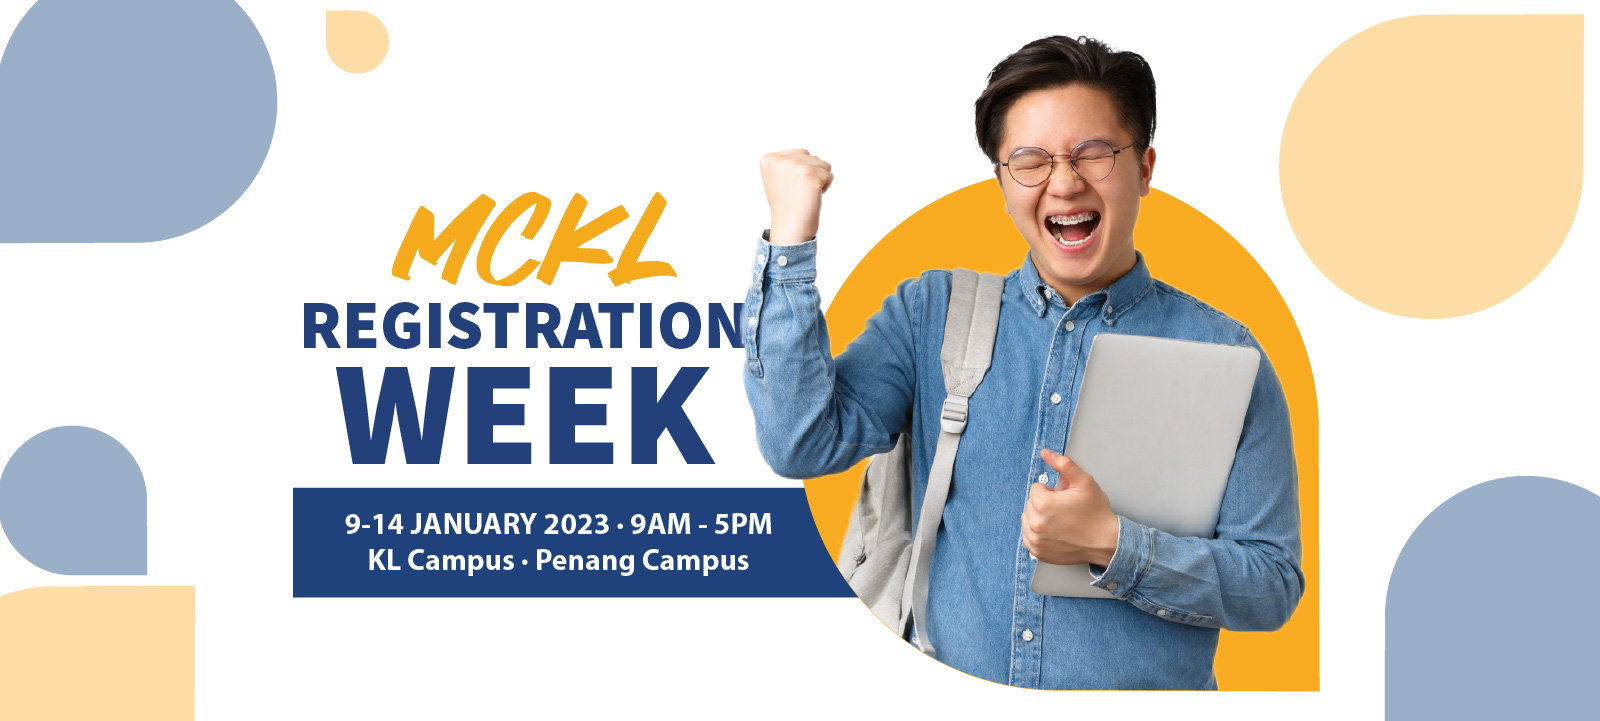 MCKL
REGISTRATION
WEEK
9-14 JANUARY 2023 · 9AM - 5PM
KL Campus · Penang Campus